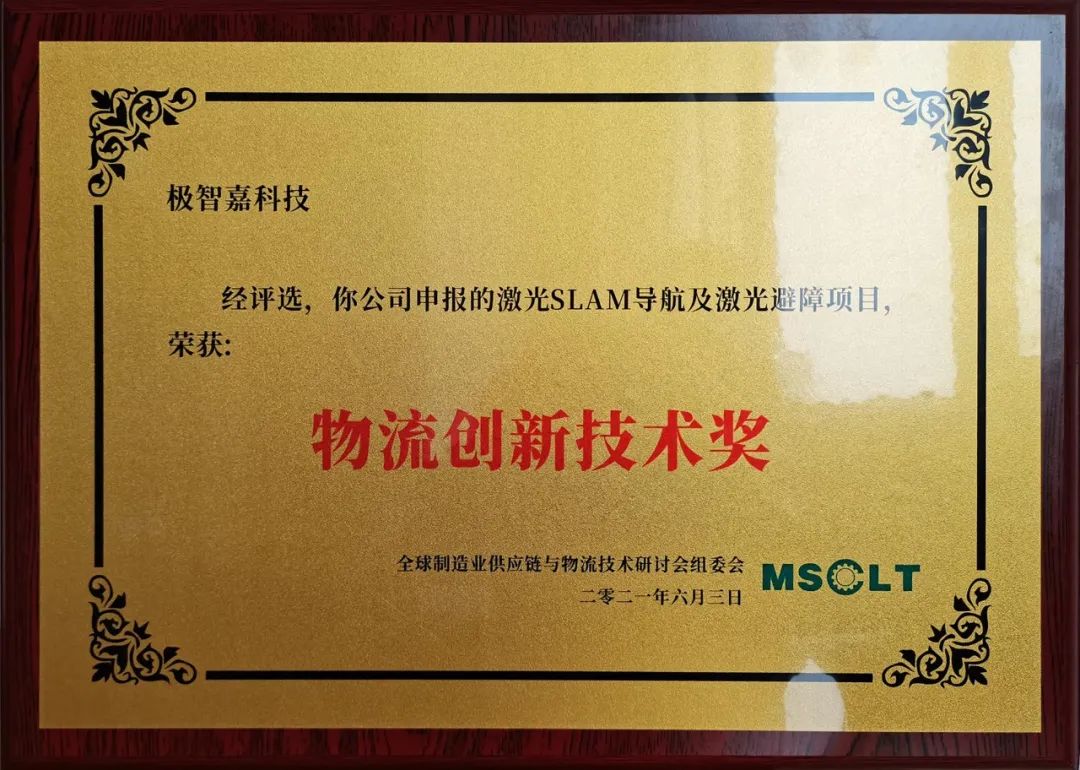 极智嘉科技
经评选，你公司申报的激光SLAM导航及激光避障项目，
荣获:
物流创新技术奖
全球制造业供应链与物流技术研讨会组委会
MSCLT
二零二一年六月三日